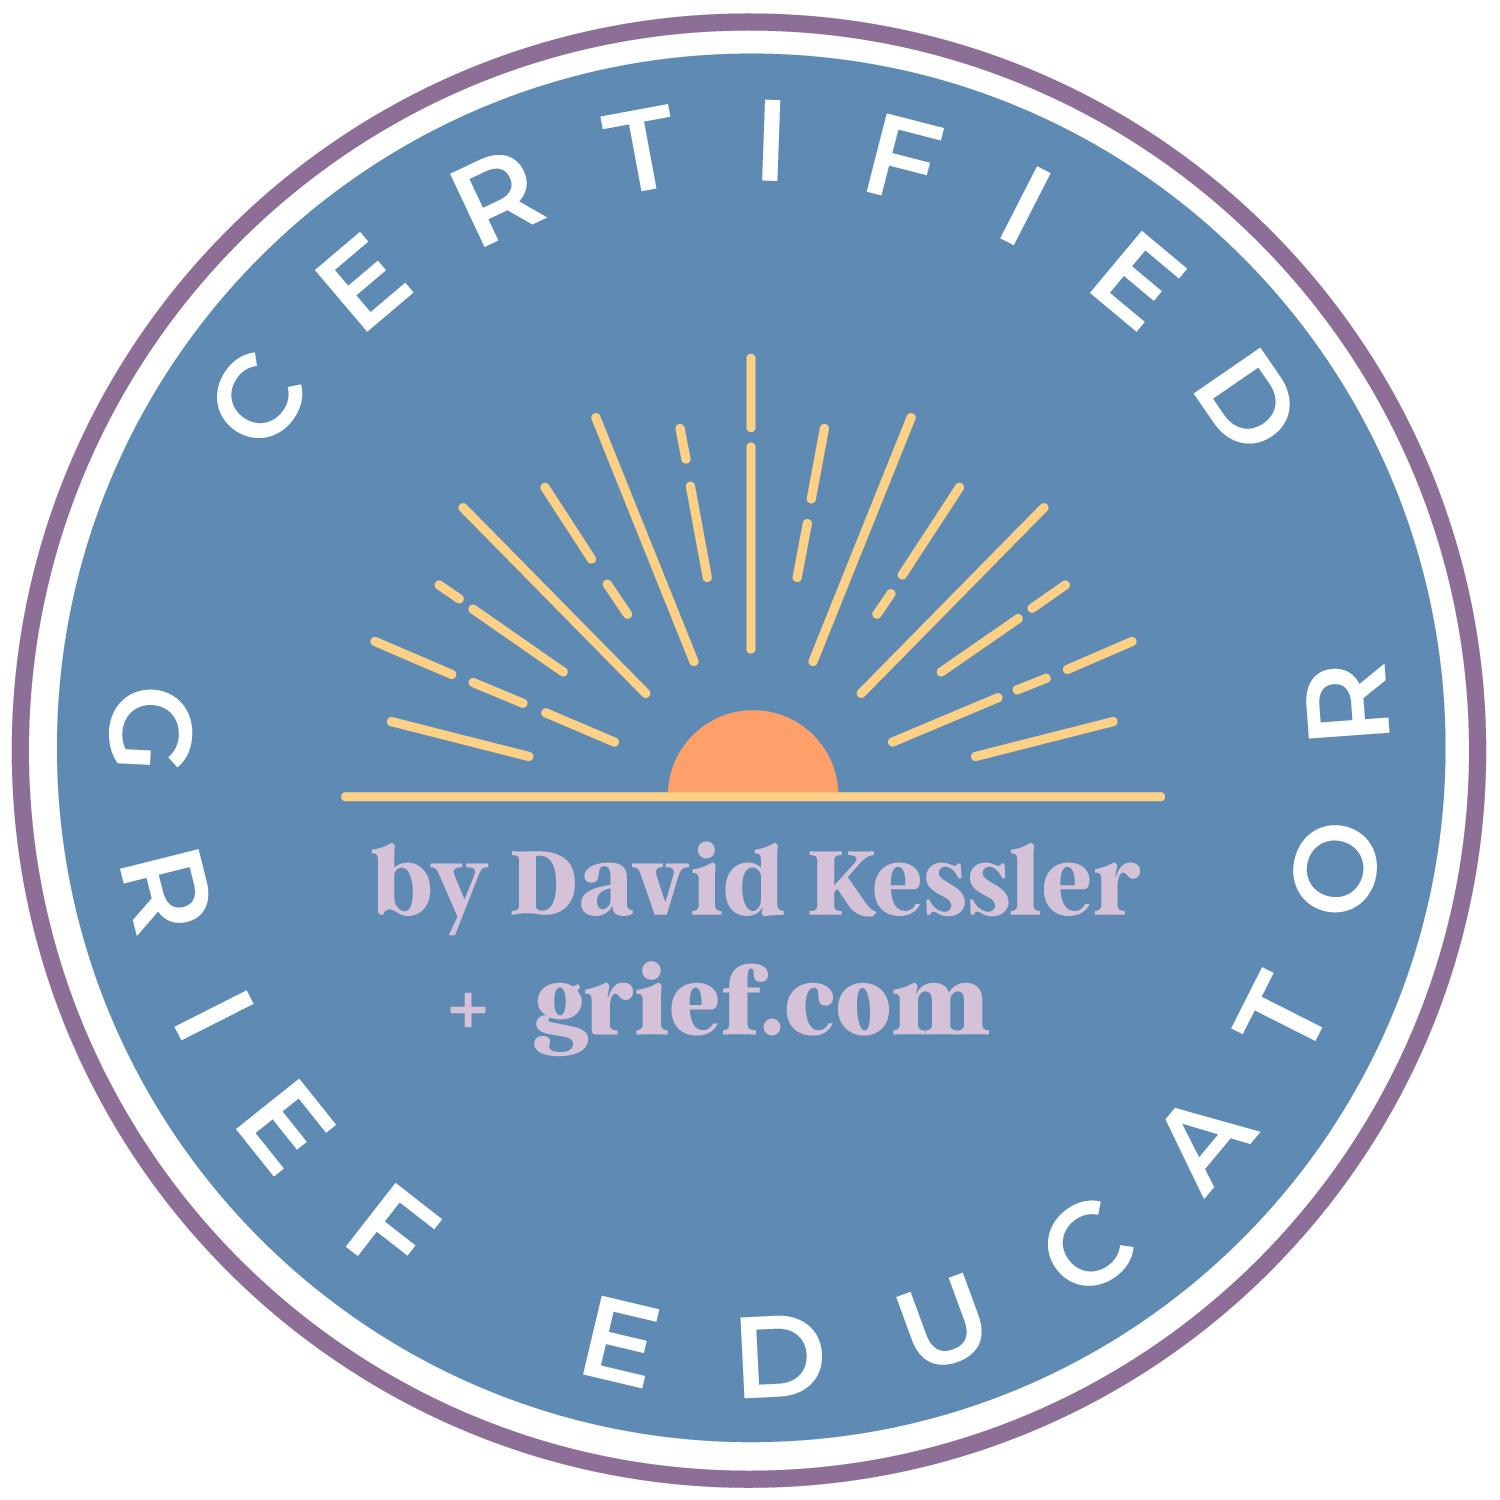 CERTIFIED
by David Kessler
+ grief.com
GRIEF EDUCATOR